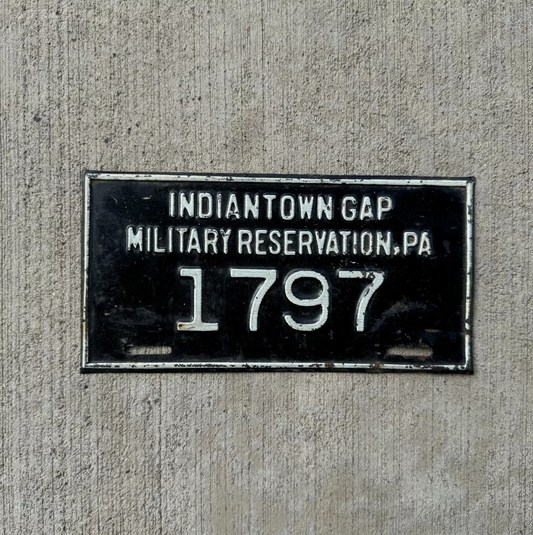 INDIANTOWN GAP
MILITARY RESERVATION, PA
1797